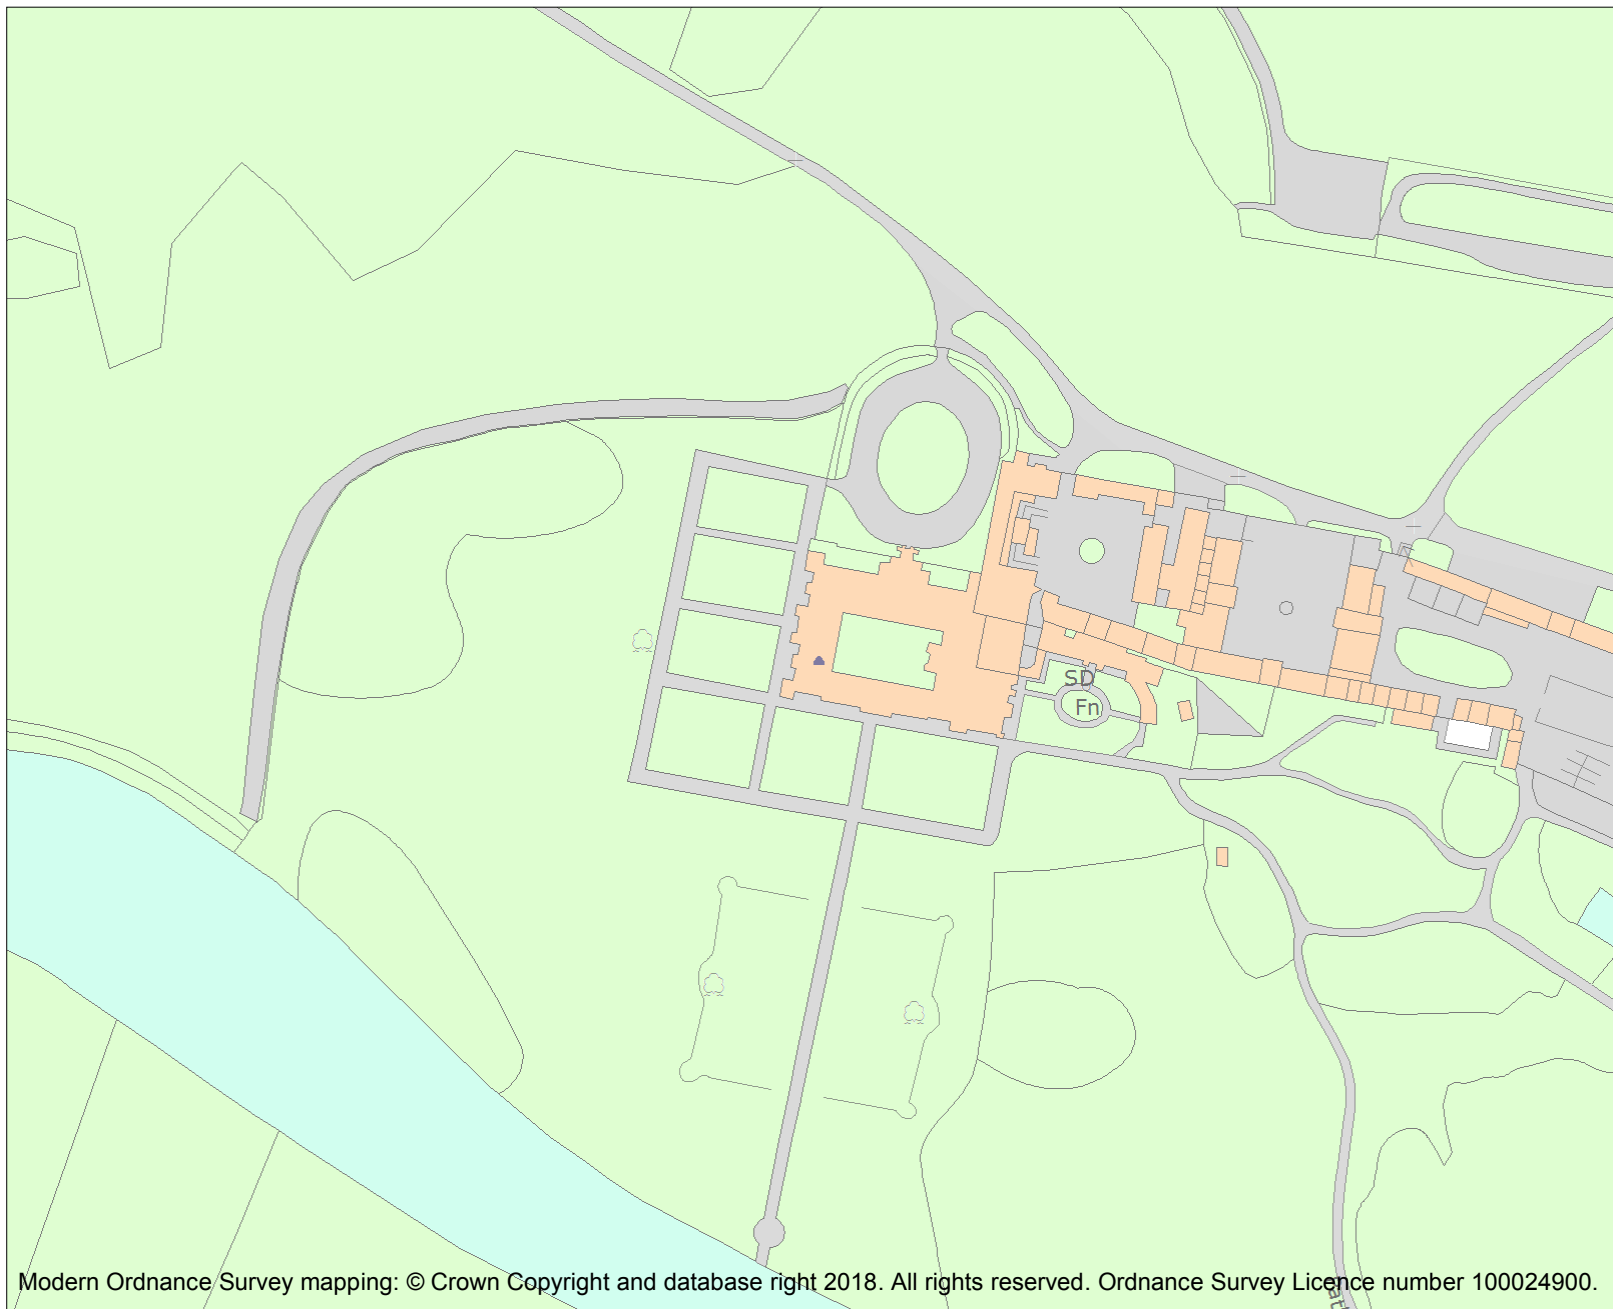 SD
Fn
Modern Ordnance Survey mapping: © Crown Copyright and database right 2018. All rights reserved. Ordnance Survey Licence number 100024900.